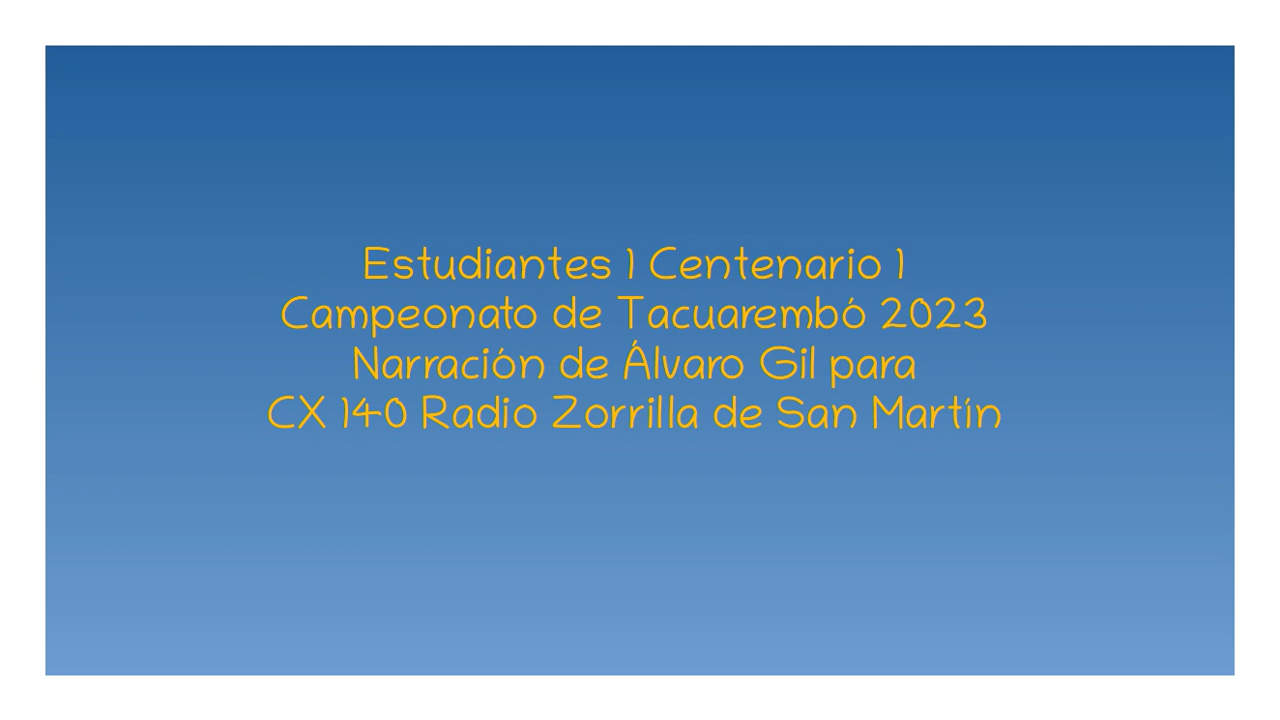 Estudiantes 1 Centenario 1
Campeonato de Tacuarembó 2023
Narración de Álvaro Gil para
CX 140 Radio Zorrilla de San Martín